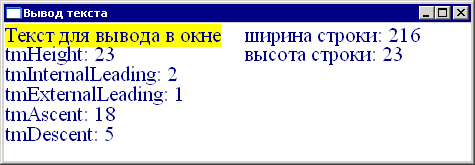 Вывод текста
Текст для вывода в окне
tmHeight: 23
tmInternalLeading: 2
tmExternalLeading: 1
tmAscent: 18
tmDescent: 5
ширина строки: 216
высота строки: 23